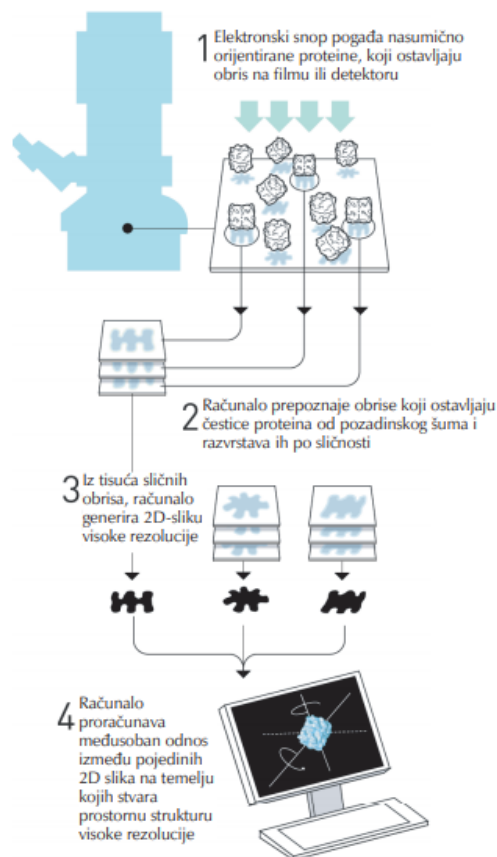 1 Elektronski snop pogađa nasumično
orijentirane proteine, koji ostavljaju
obris na filmu ili detektoru
2 Računalo prepoznaje obrise koji ostavljaju
čestice proteina od pozadinskog šuma i
razvrstava ih po sličnosti
3 Iz tisuća sličnih
obrisa, računalo
generira 2D-sliku
visoke rezolucije
4 Računalo
proračunava
međusoban odnos
između pojedinih
2D slika na temelju
kojih stvara
prostornu strukturu
visoke rezolucije